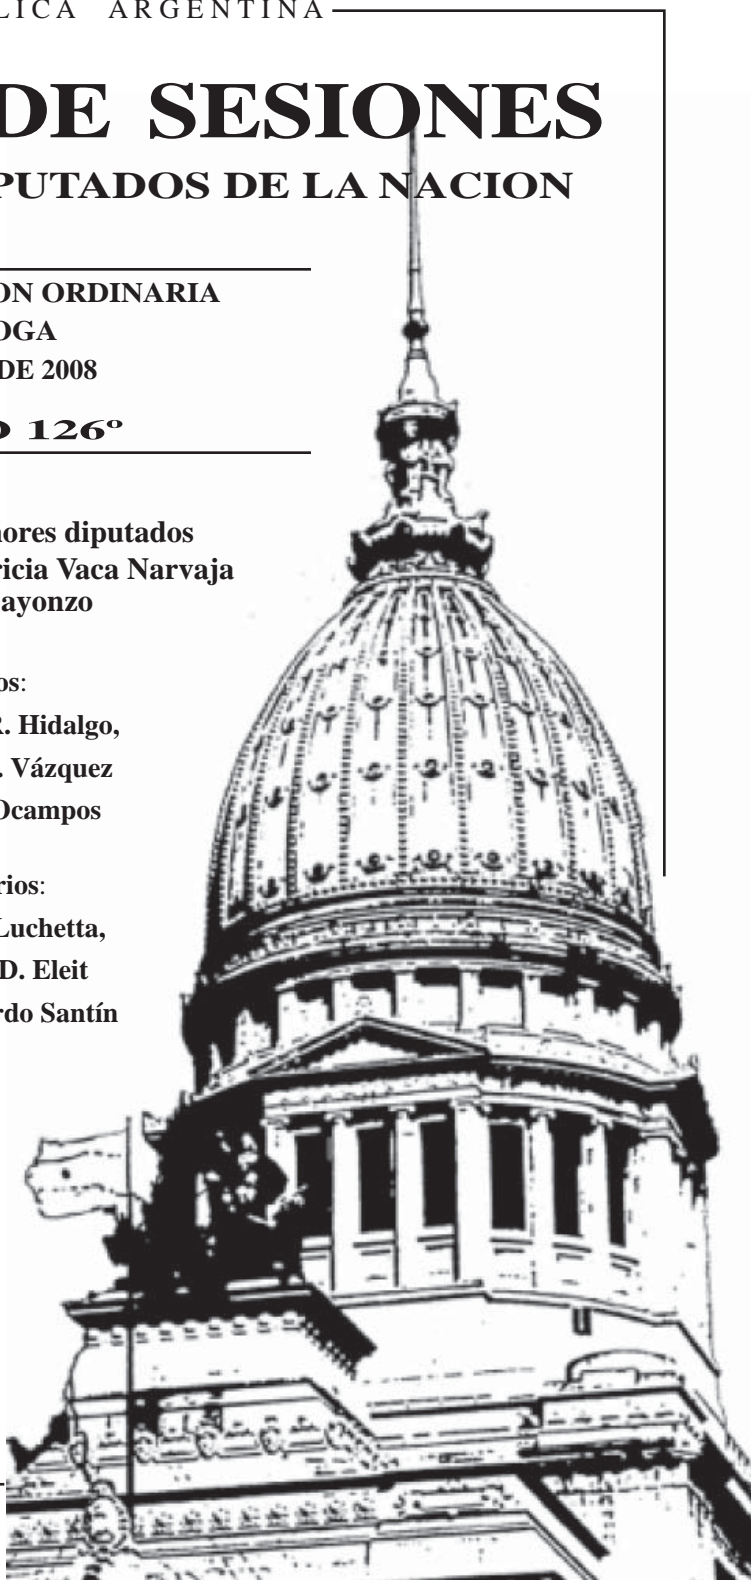 LICA ARGENTINA
DE SESIONES
PUTADOS DE LA NACION
ON ORDINARIA
OGA
DE 2008
O 126º
ores diputados
ricia Vaca Narvaja
ayonzo
os:
R. Hidalgo,
. Vázquez
Ocampos
rios:
Luchetta,
D. Eleit
rdo Santín